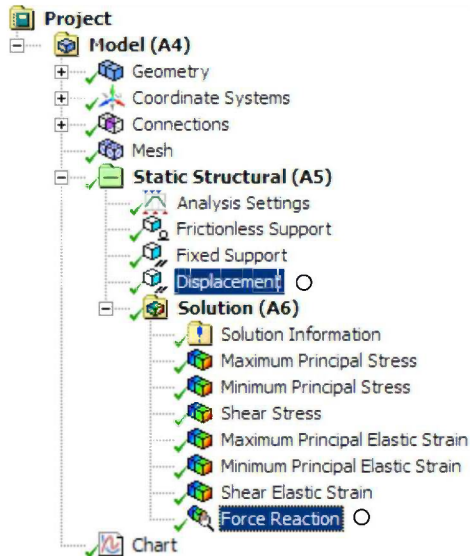 Project
Model (A4)
Geometry
Coordinate Systems
Connections
Mesh
Static Structural (A5)
Analysis Settings
Frictionless Support
Fixed Support
Displacement
Solution (A6)
Solution Information
Maximum Principal Stress
Minimum Principal Stress
Shear Stress
Maximum Principal Elastic Strain
Minimum Principal Elastic Strain
Shear Elastic Strain
Force Reaction
Chart